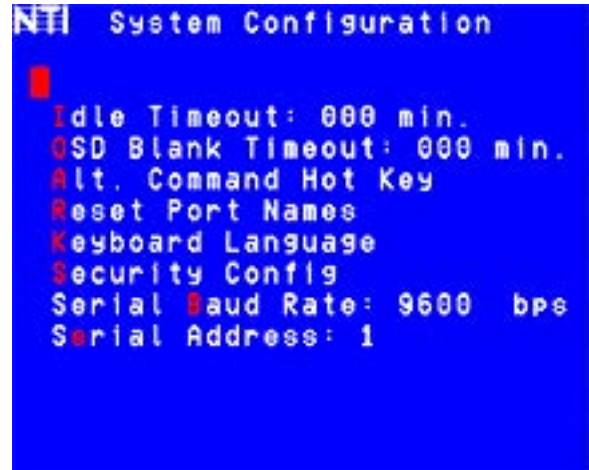 NTI System Configuration
Idle Timeout: 000 min.
OSD Blank Timeout: 000 min.
Alt. Command Hot Key
Reset Port Names
Keyboard Language
Security Config
Serial Baud Rate: 9600 bps
Serial Address: 1